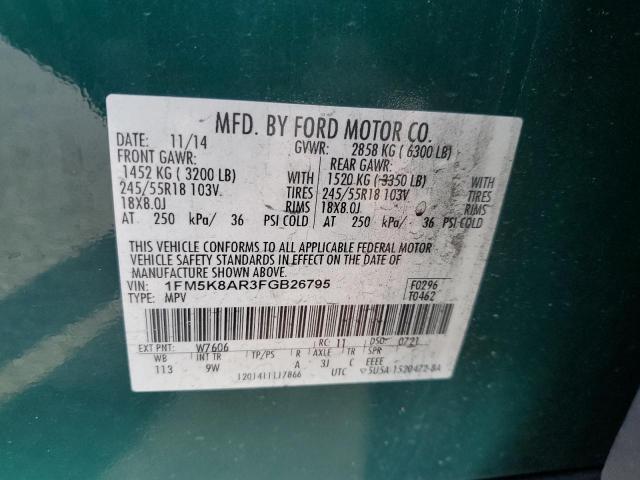 MFD. BY FORD MOTOR CO.
DATE: 11/14 GVWR: 2858 KG ( 6300 LB)
FRONT GAWR: REAR GAWR:
1452 KG ( 3200 LB) WITH 1520 KG ( 3350 LB) WITH
245/55R18 103V. TIRES 245/55R18 103V TIRES
18X8.0J RIMS 18X8.0J RIMS
AT 250 kPa/ 36 PSI COLD AT 250 kPa/ 36 PSI COLD
THIS VEHICLE CONFORMS TO ALL APPLICABLE FEDERAL MOTOR
VEHICLE SAFETY STANDARDS IN EFFECT ON THE DATE OF
MANUFACTURE SHOWN ABOVE.
VIN: 1FM5K8AR3FGB26795 F0296
TYPE: MPV T0462
EXT PNT: W7606 RC: 11 DSO: 0721
WB INT TR TP/PS R AXLE TR SPR
113 9W A 3J C EEEE
UTC